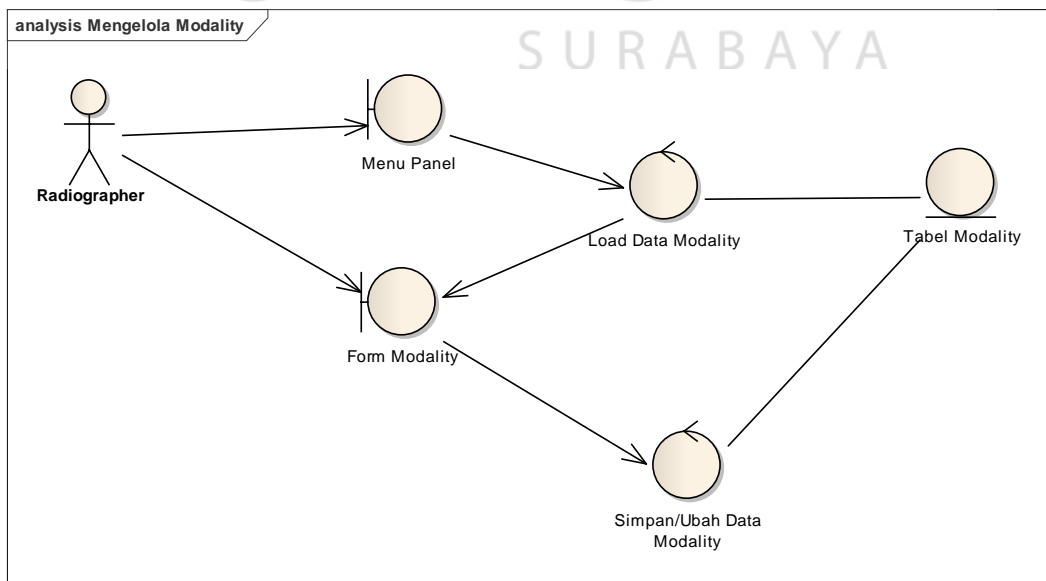 analysis Mengelola Modality
SURABAYA
Menu Panel
Radiographer
Load Data Modality
Tabel Modality
Form Modality
Simpan/Ubah Data
Modality